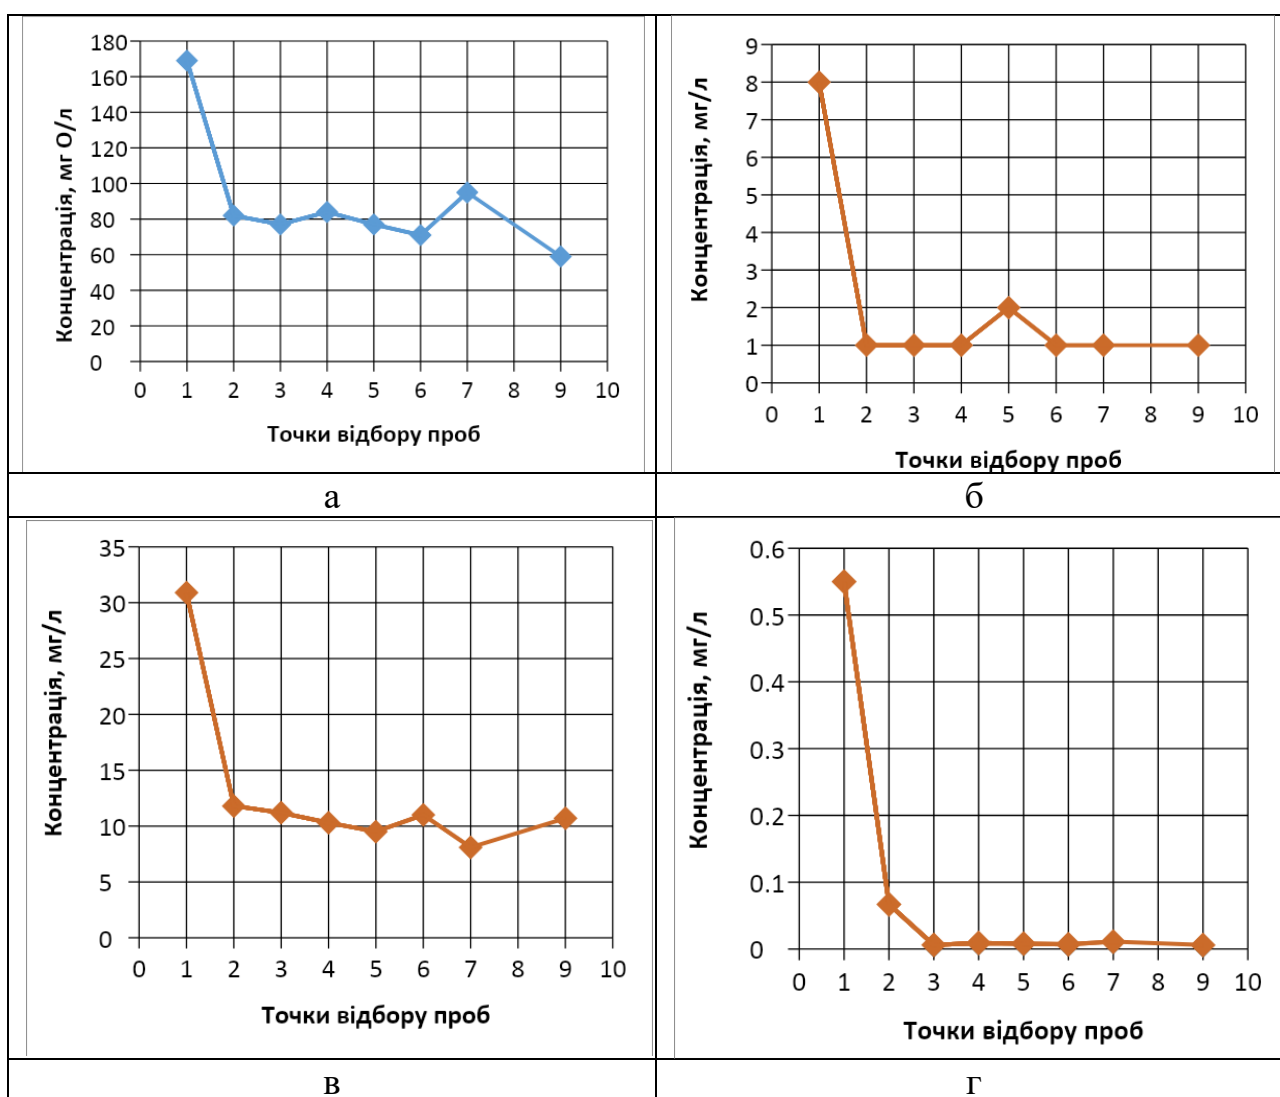 180
160
140
120
100
80
60
40
20
0
0 1 2 3 4 5 6 7 8 9 10
Концентрація, мг О/л
Точки відбору проб
9
8
7
6
5
4
3
2
1
0
0 1 2 3 4 5 6 7 8 9 10
Концентрація, мг/л
Точки відбору проб
а
б
35
30
25
20
15
10
5
0
0 1 2 3 4 5 6 7 8 9 10
Концентрація, мг/л
Точки відбору проб
0.6
0.5
0.4
0.3
0.2
0.1
0
0 1 2 3 4 5 6 7 8 9 10
Концентрація, мг/л
Точки відбору проб
в
г